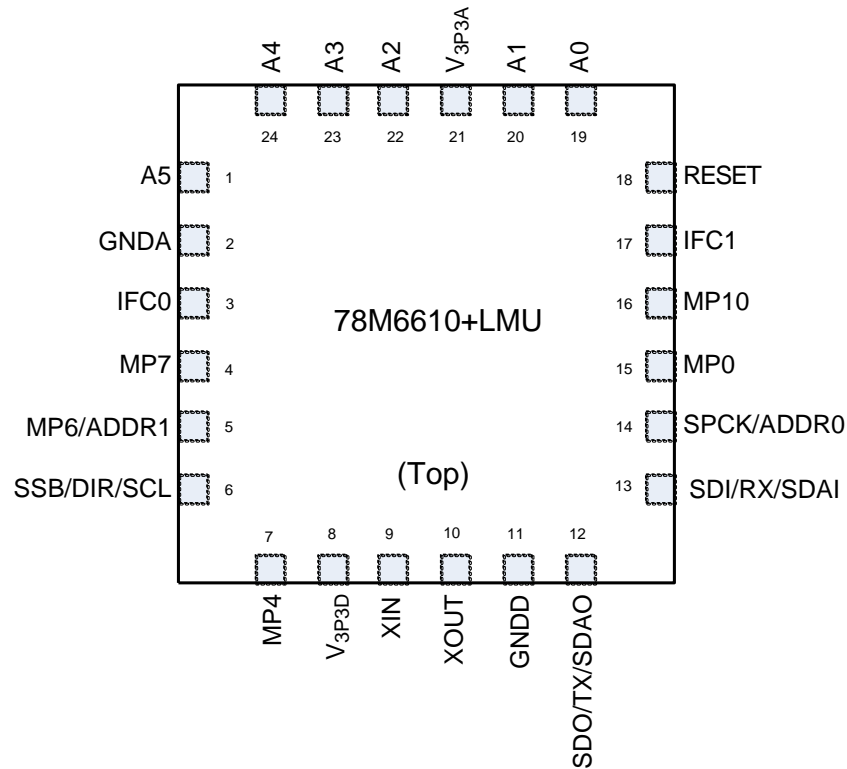 A4 A3 A2 V3P3A A1 A0
24 23 22 21 20 19
A5 1 18 RESET
GNDA 2 17 IFC1
IFC0 3 16 MP10
78M6610+LMU
MP7 4 15 MP0
MP6/ADDR1 5 14 SPCK/ADDR0
(Top)
SSB/DIR/SCL 6 13 SDI/RX/SDAI
7 8 9 10 11 12
MP4 V3P3D XIN XOUT GNDD SDO/TX/SDAO